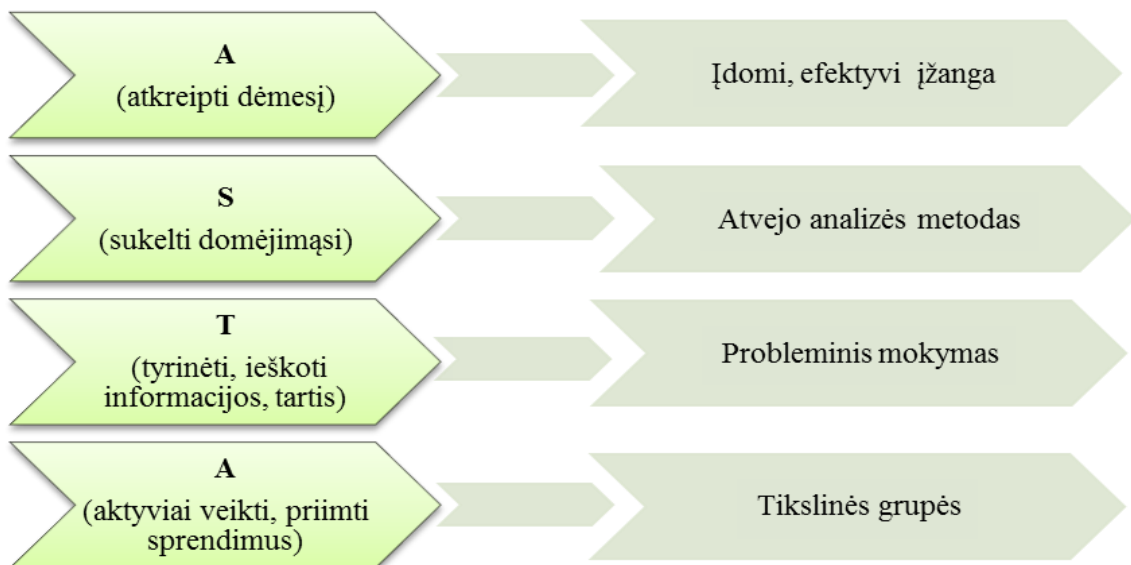 A
(atkreipti dėmesį)
Įdomi, efektyvi įžanga
S
(sukelti domėjimąsi)
Atvejo analizės metodas
T
(tyrinėti, ieškoti
informacijos, tartis)
Probleminis mokymas
A
(aktyviai veikti, priimti
sprendimus)
Tikslinės grupės